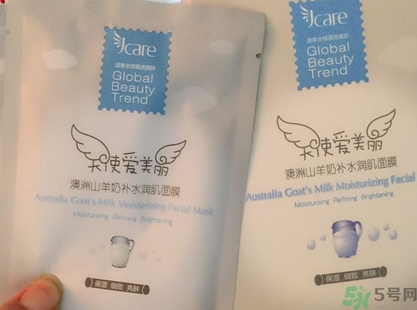 Jcare
Global
Beauty
Trend
天使爱美丽
澳洲山羊奶补水润肌面膜
Australia Goat's Milk Moisturizing Facial Mask
Moisturizing Refining Brightening
保湿 细致 亮肤
Jcare
Global
Beauty
Trend
天使爱美丽
澳洲山羊奶补水润肌面膜
Australia Goat's Milk Moisturizing Facial
Moisturizing Refining Brightening
保湿 细致 亮肤
5号网